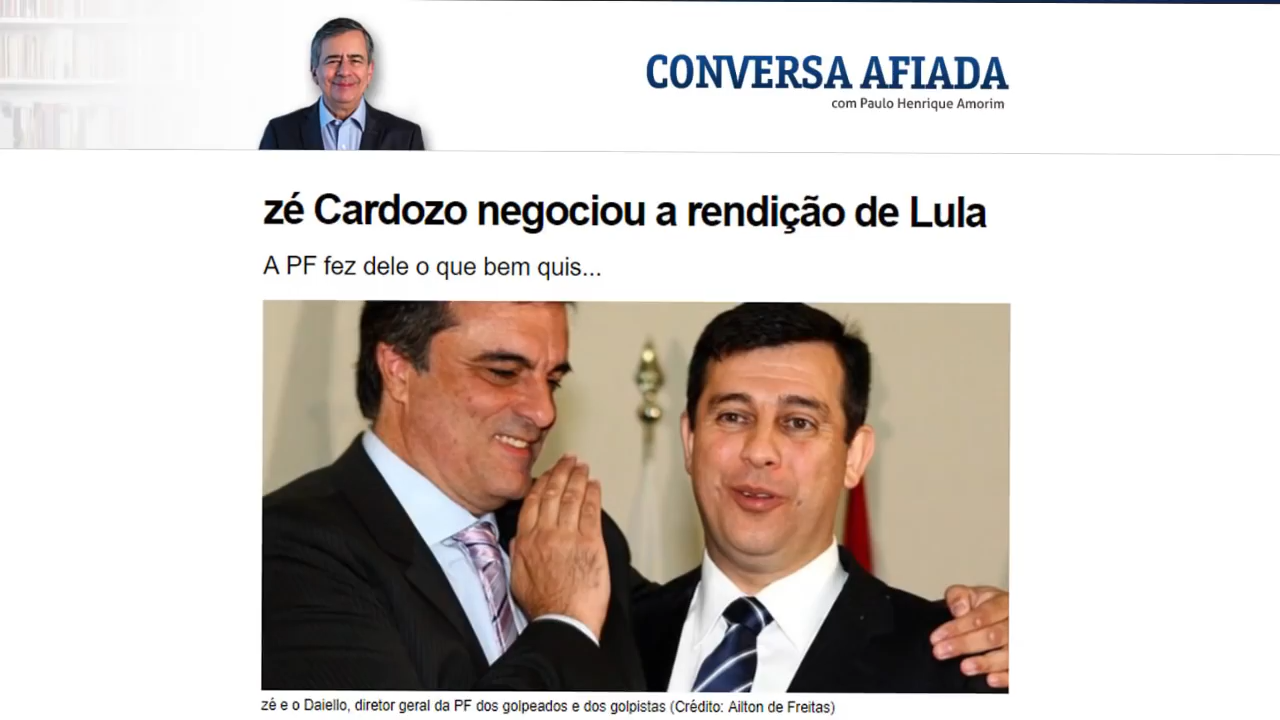 CONVERSA AFIADA
com Paulo Henrique Amorim
zé Cardozo negociou a rendição de Lula
A PF fez dele o que bem quis...
zé e o Daiello, diretor geral da PF dos golpeados e dos golpistas (Crédito: Ailton de Freitas)